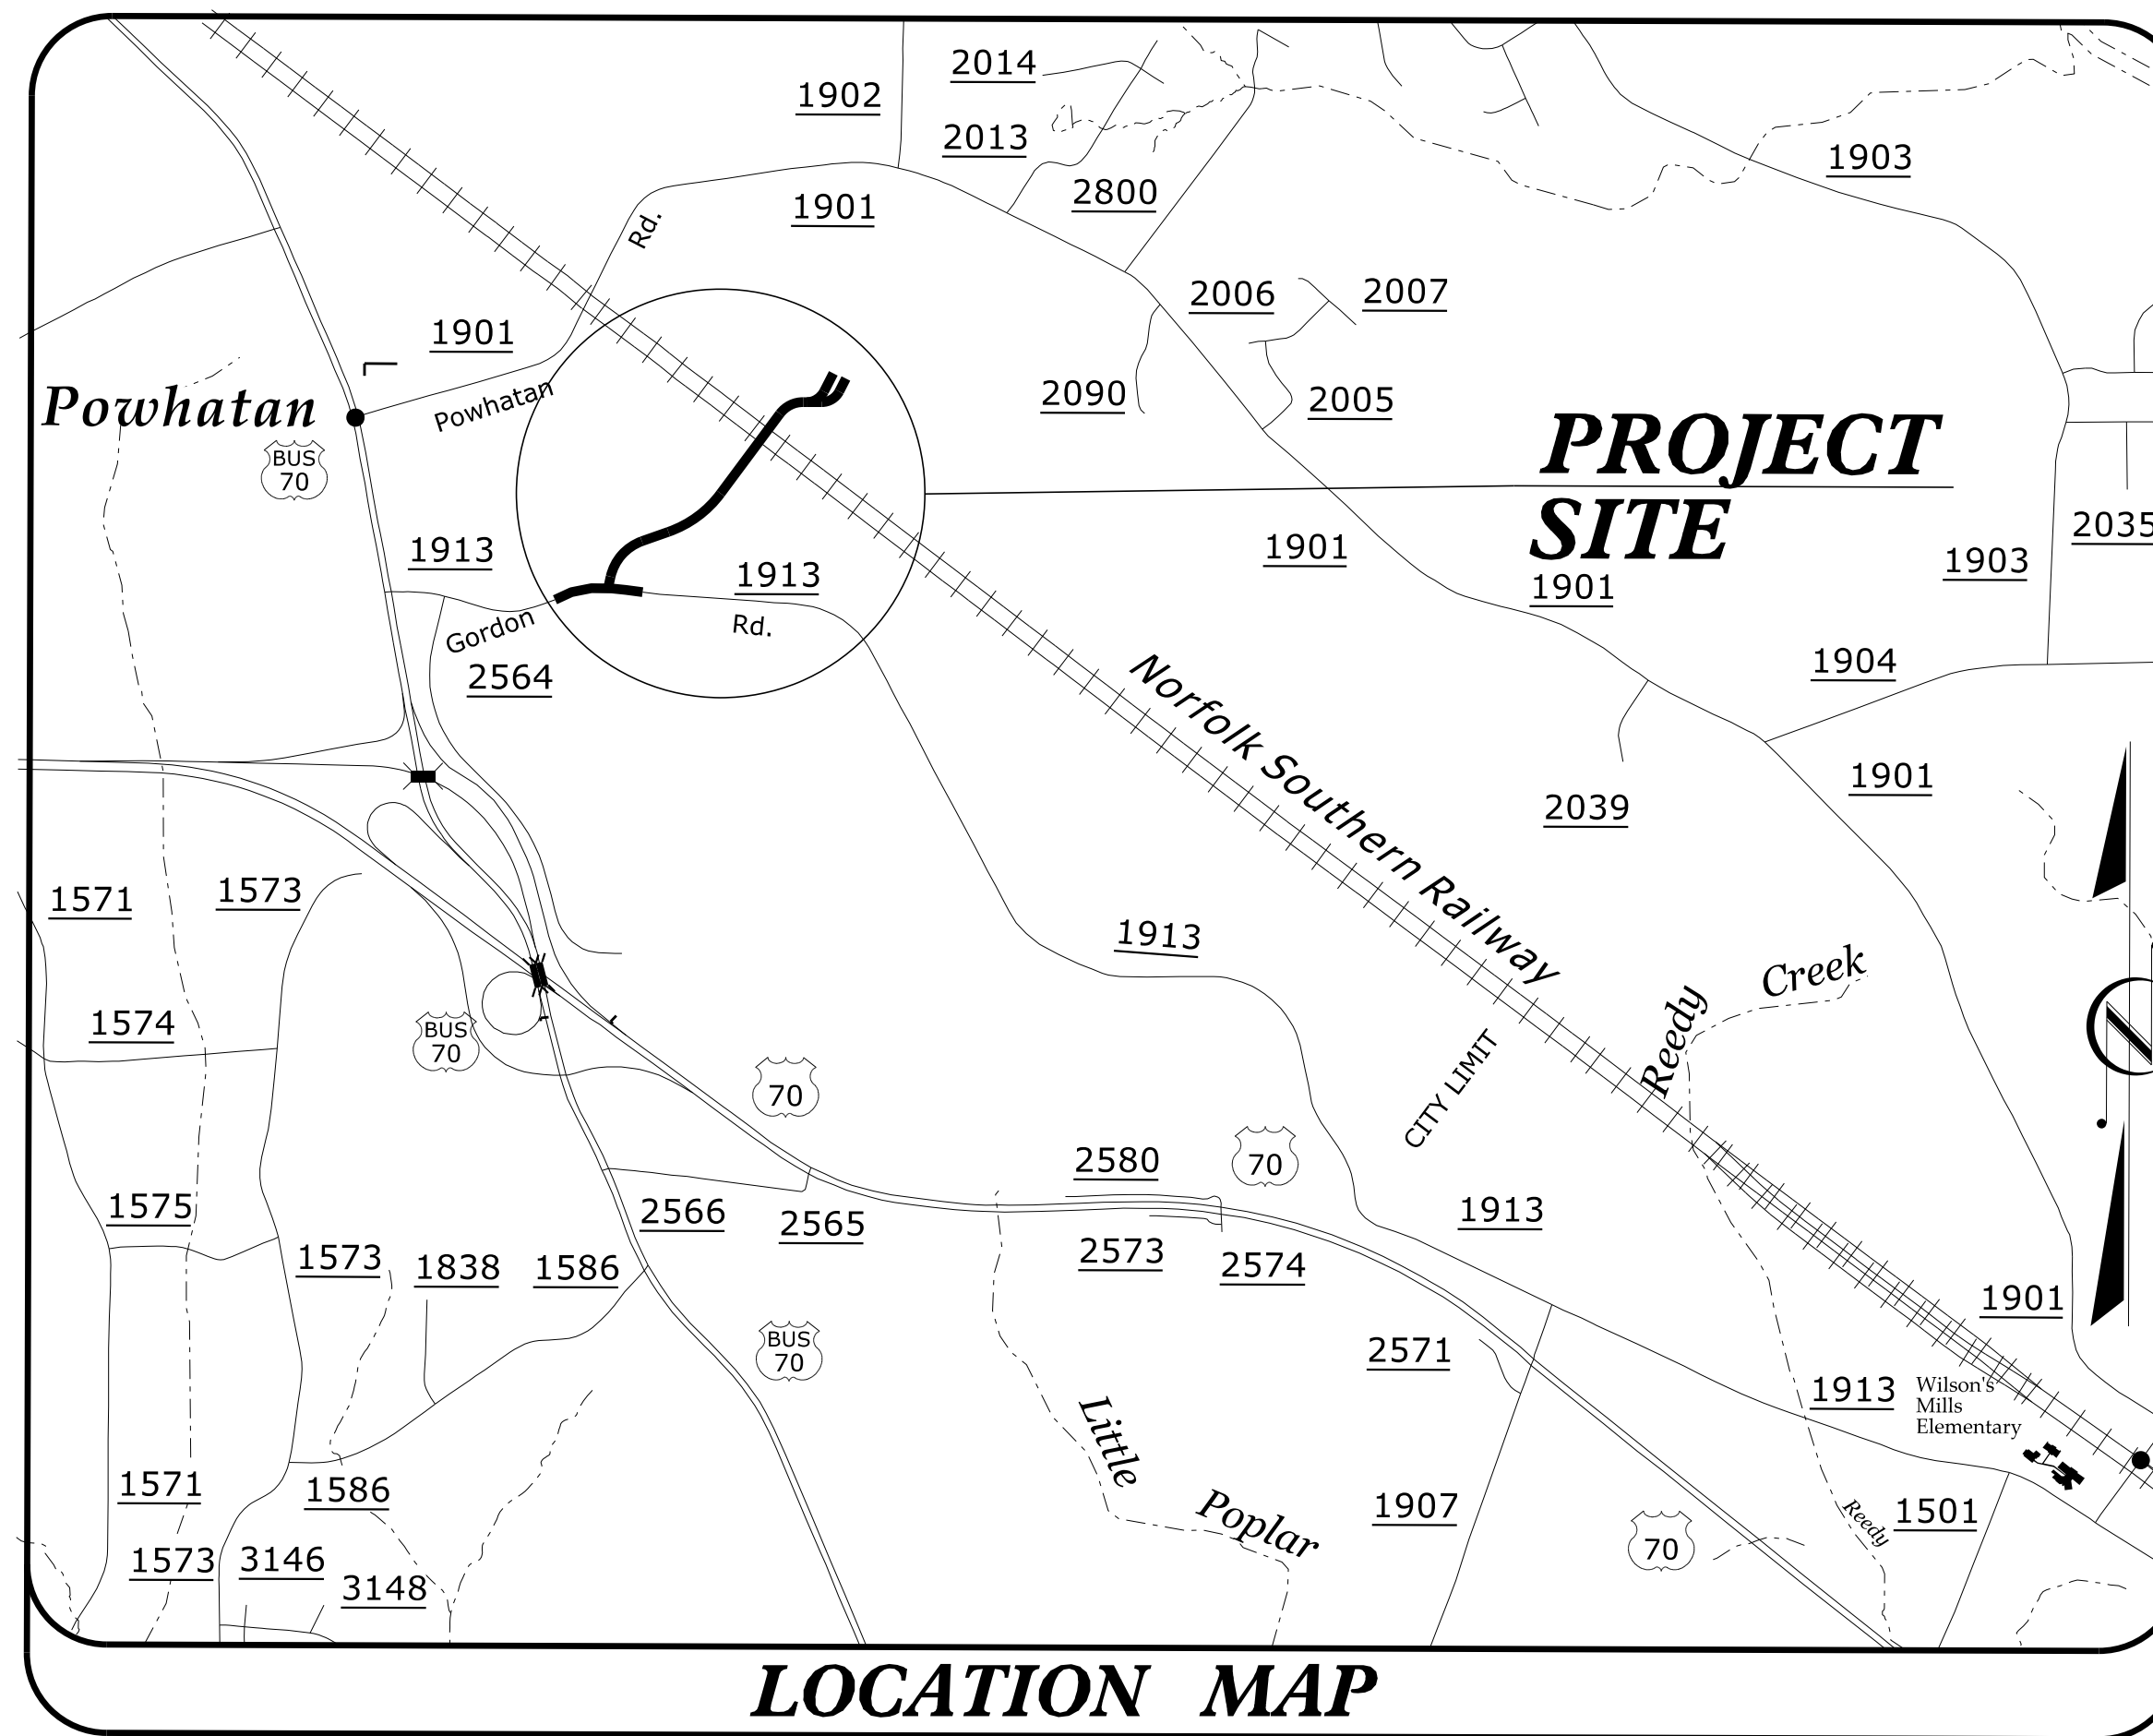 2014
1902
2013
1903
2800
1901
Rd.
2006
2007
1901
2090
2005
Powhatan
Powhatan
PROJECT
SITE
BUS
70
2035
1913
1901
1903
1913
1901
Gordon
Rd.
2564
1904
Norfolk Southern Railway
1901
2039
1571
1573
1913
Creek
Reedy
1574
BUS
70
CITY LIMIT
70
2580
70
1575
2566
2565
1913
1573
1838
1586
2573
2574
1901
BUS
70
2571
1913
Wilson's
Mills
Elementary
Little
1571
1586
Poplar
1907
Reedy
1501
70
1573
3146
3148
LOCATION MAP